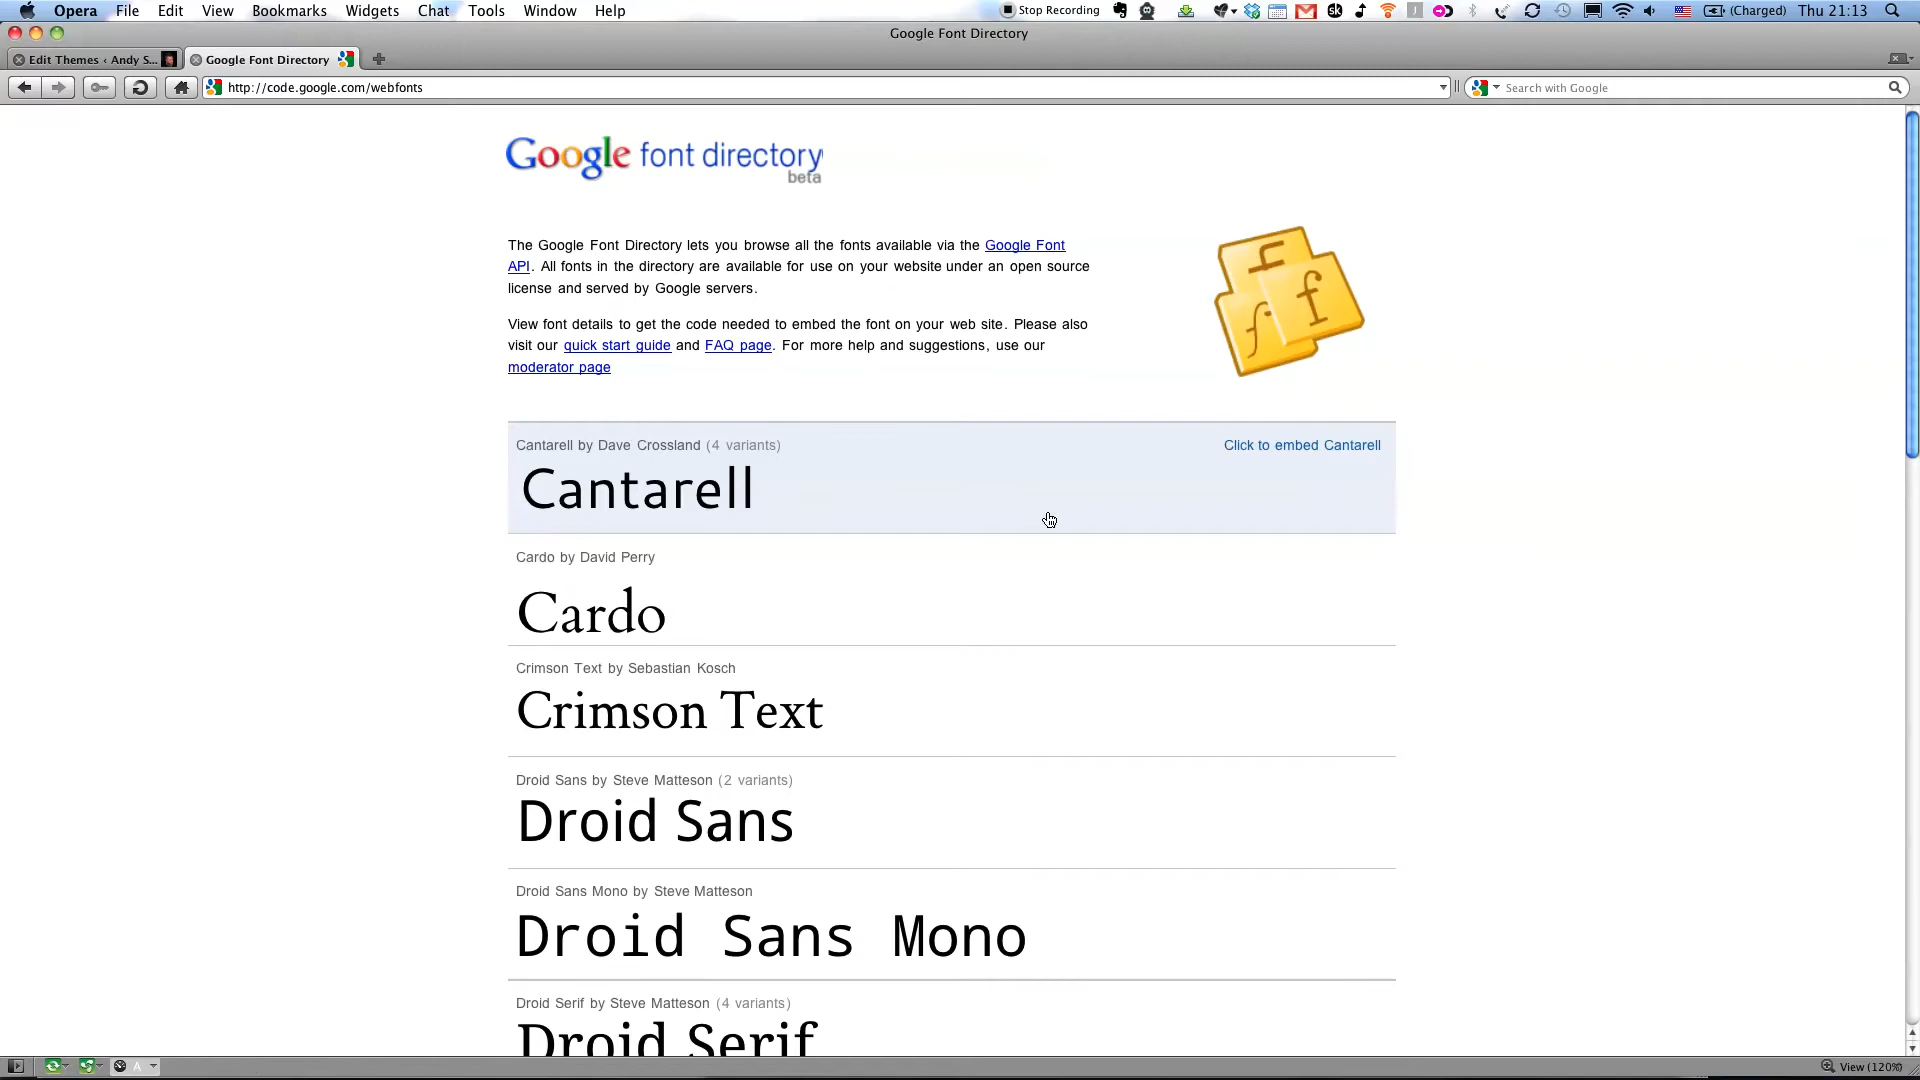 Opera File Edit View Bookmarks Widgets Chat Tools Window Help Stop Recording (Charged) Thu 21:13
Google Font Directory
Edit Themes ‹ Andy S... Google Font Directory
http://code.google.com/webfonts Search with Google
Google font directory
beta
The Google Font Directory lets you browse all the fonts available via the Google Font
API. All fonts in the directory are available for use on your website under an open source
license and served by Google servers.
View font details to get the code needed to embed the font on your web site. Please also
visit our quick start guide and FAQ page. For more help and suggestions, use our
moderator page
Cantarell by Dave Crossland (4 variants) Click to embed Cantarell
Cantarell
Cardo by David Perry
Cardo
Crimson Text by Sebastian Kosch
Crimson Text
Droid Sans by Steve Matteson (2 variants)
Droid Sans
Droid Sans Mono by Steve Matteson
Droid Sans Mono
Droid Serif by Steve Matteson (4 variants)
Droid Serif
View (120%)